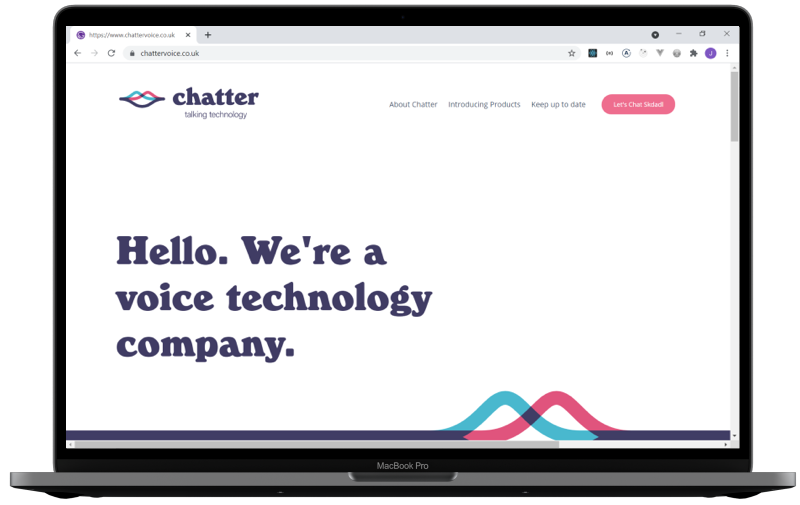 https://www.chattervoice.co.uk
chattervoice.co.uk
J
chatter
talking technology
About Chatter Introducing Products Keep up to date Let's Chat Skdadl
Hello. We're a
voice technology
company.
MacBook Pro